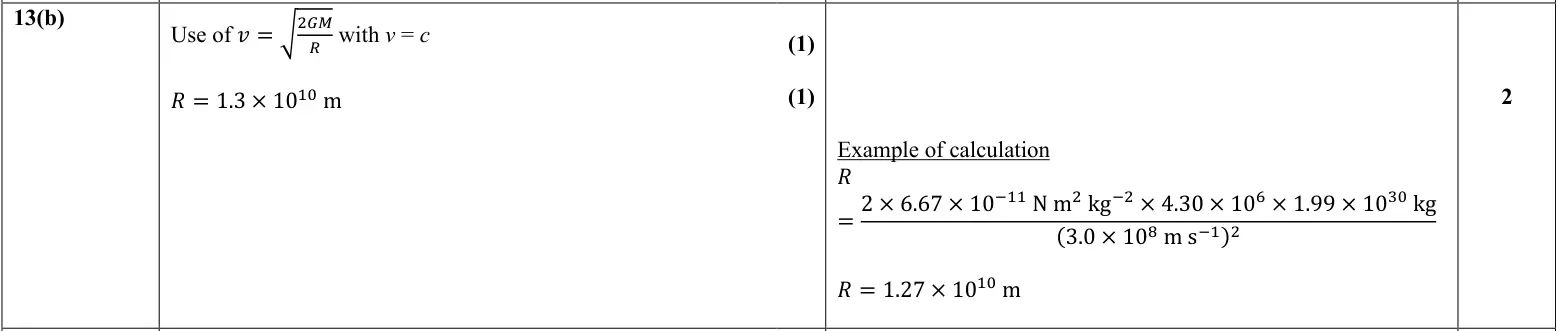 13(b)
Use of 𝑣 = √(2𝐺𝑀/𝑅) with v = c
(1)
𝑅 = 1.3 × 10¹⁰ m
(1)
2
Example of calculation
𝑅
= (2 × 6.67 × 10⁻¹¹ N m² kg⁻² × 4.30 × 10⁶ × 1.99 × 10³⁰ kg)/(3.0 × 10⁸ m s⁻¹)²
𝑅 = 1.27 × 10¹⁰ m